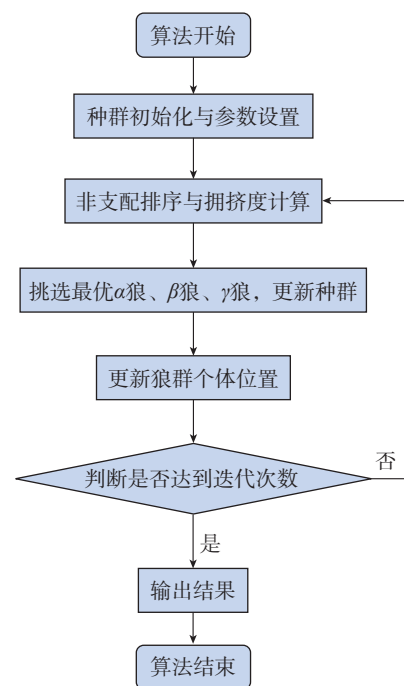 算法开始
种群初始化与参数设置
非支配排序与拥挤度计算
挑选最优α狼、β狼、γ狼，更新种群
更新狼群个体位置
判断是否达到迭代次数
否
是
输出结果
算法结束